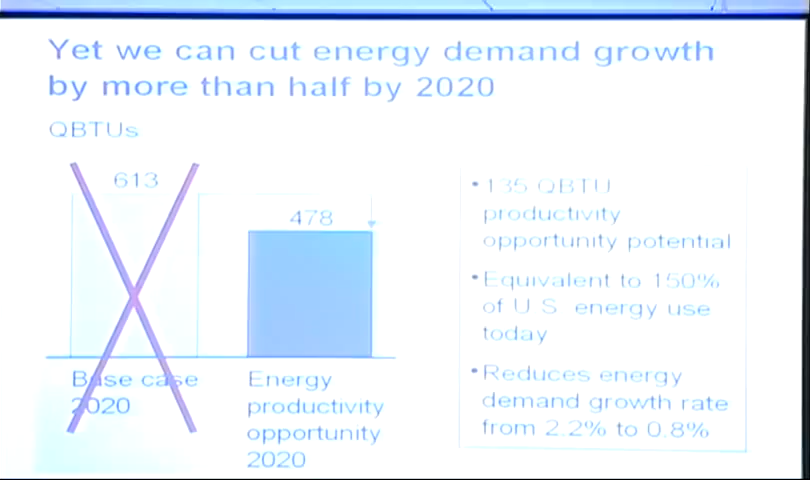 Yet we can cut energy demand growth
by more than half by 2020
QBTUs
613
478
Base case
2020
Energy
productivity
opportunity
2020
• 135 QBTU
productivity
opportunity potential
• Equivalent to 150%
of U S energy use
today
• Reduces energy
demand growth rate
from 2.2% to 0.8%